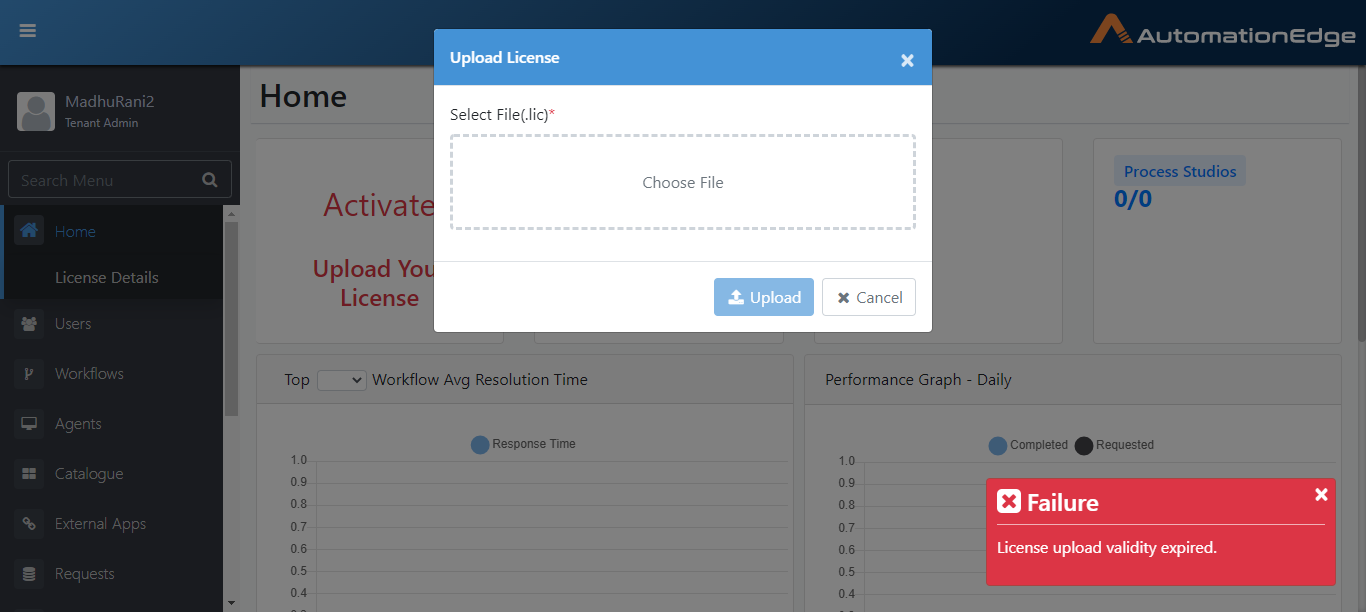 AutomationEdge
Upload License
MadhuRani2
Tenant Admin
Home
Select File(.lic)*
Choose File
Search Menu
Process Studios
0/0
Activate
Home
Upload You
License
License Details
Upload
Cancel
Users
Workflows
Top
Workflow Avg Resolution Time
Performance Graph - Daily
Agents
Response Time
Completed
Requested
1.0
0.9
0.8
0.7
0.6
0.5
0.4
1.0
0.9
0.8
0.7
0.6
0.5
0.4
Catalogue
External Apps
Requests
Failure
License upload validity expired.